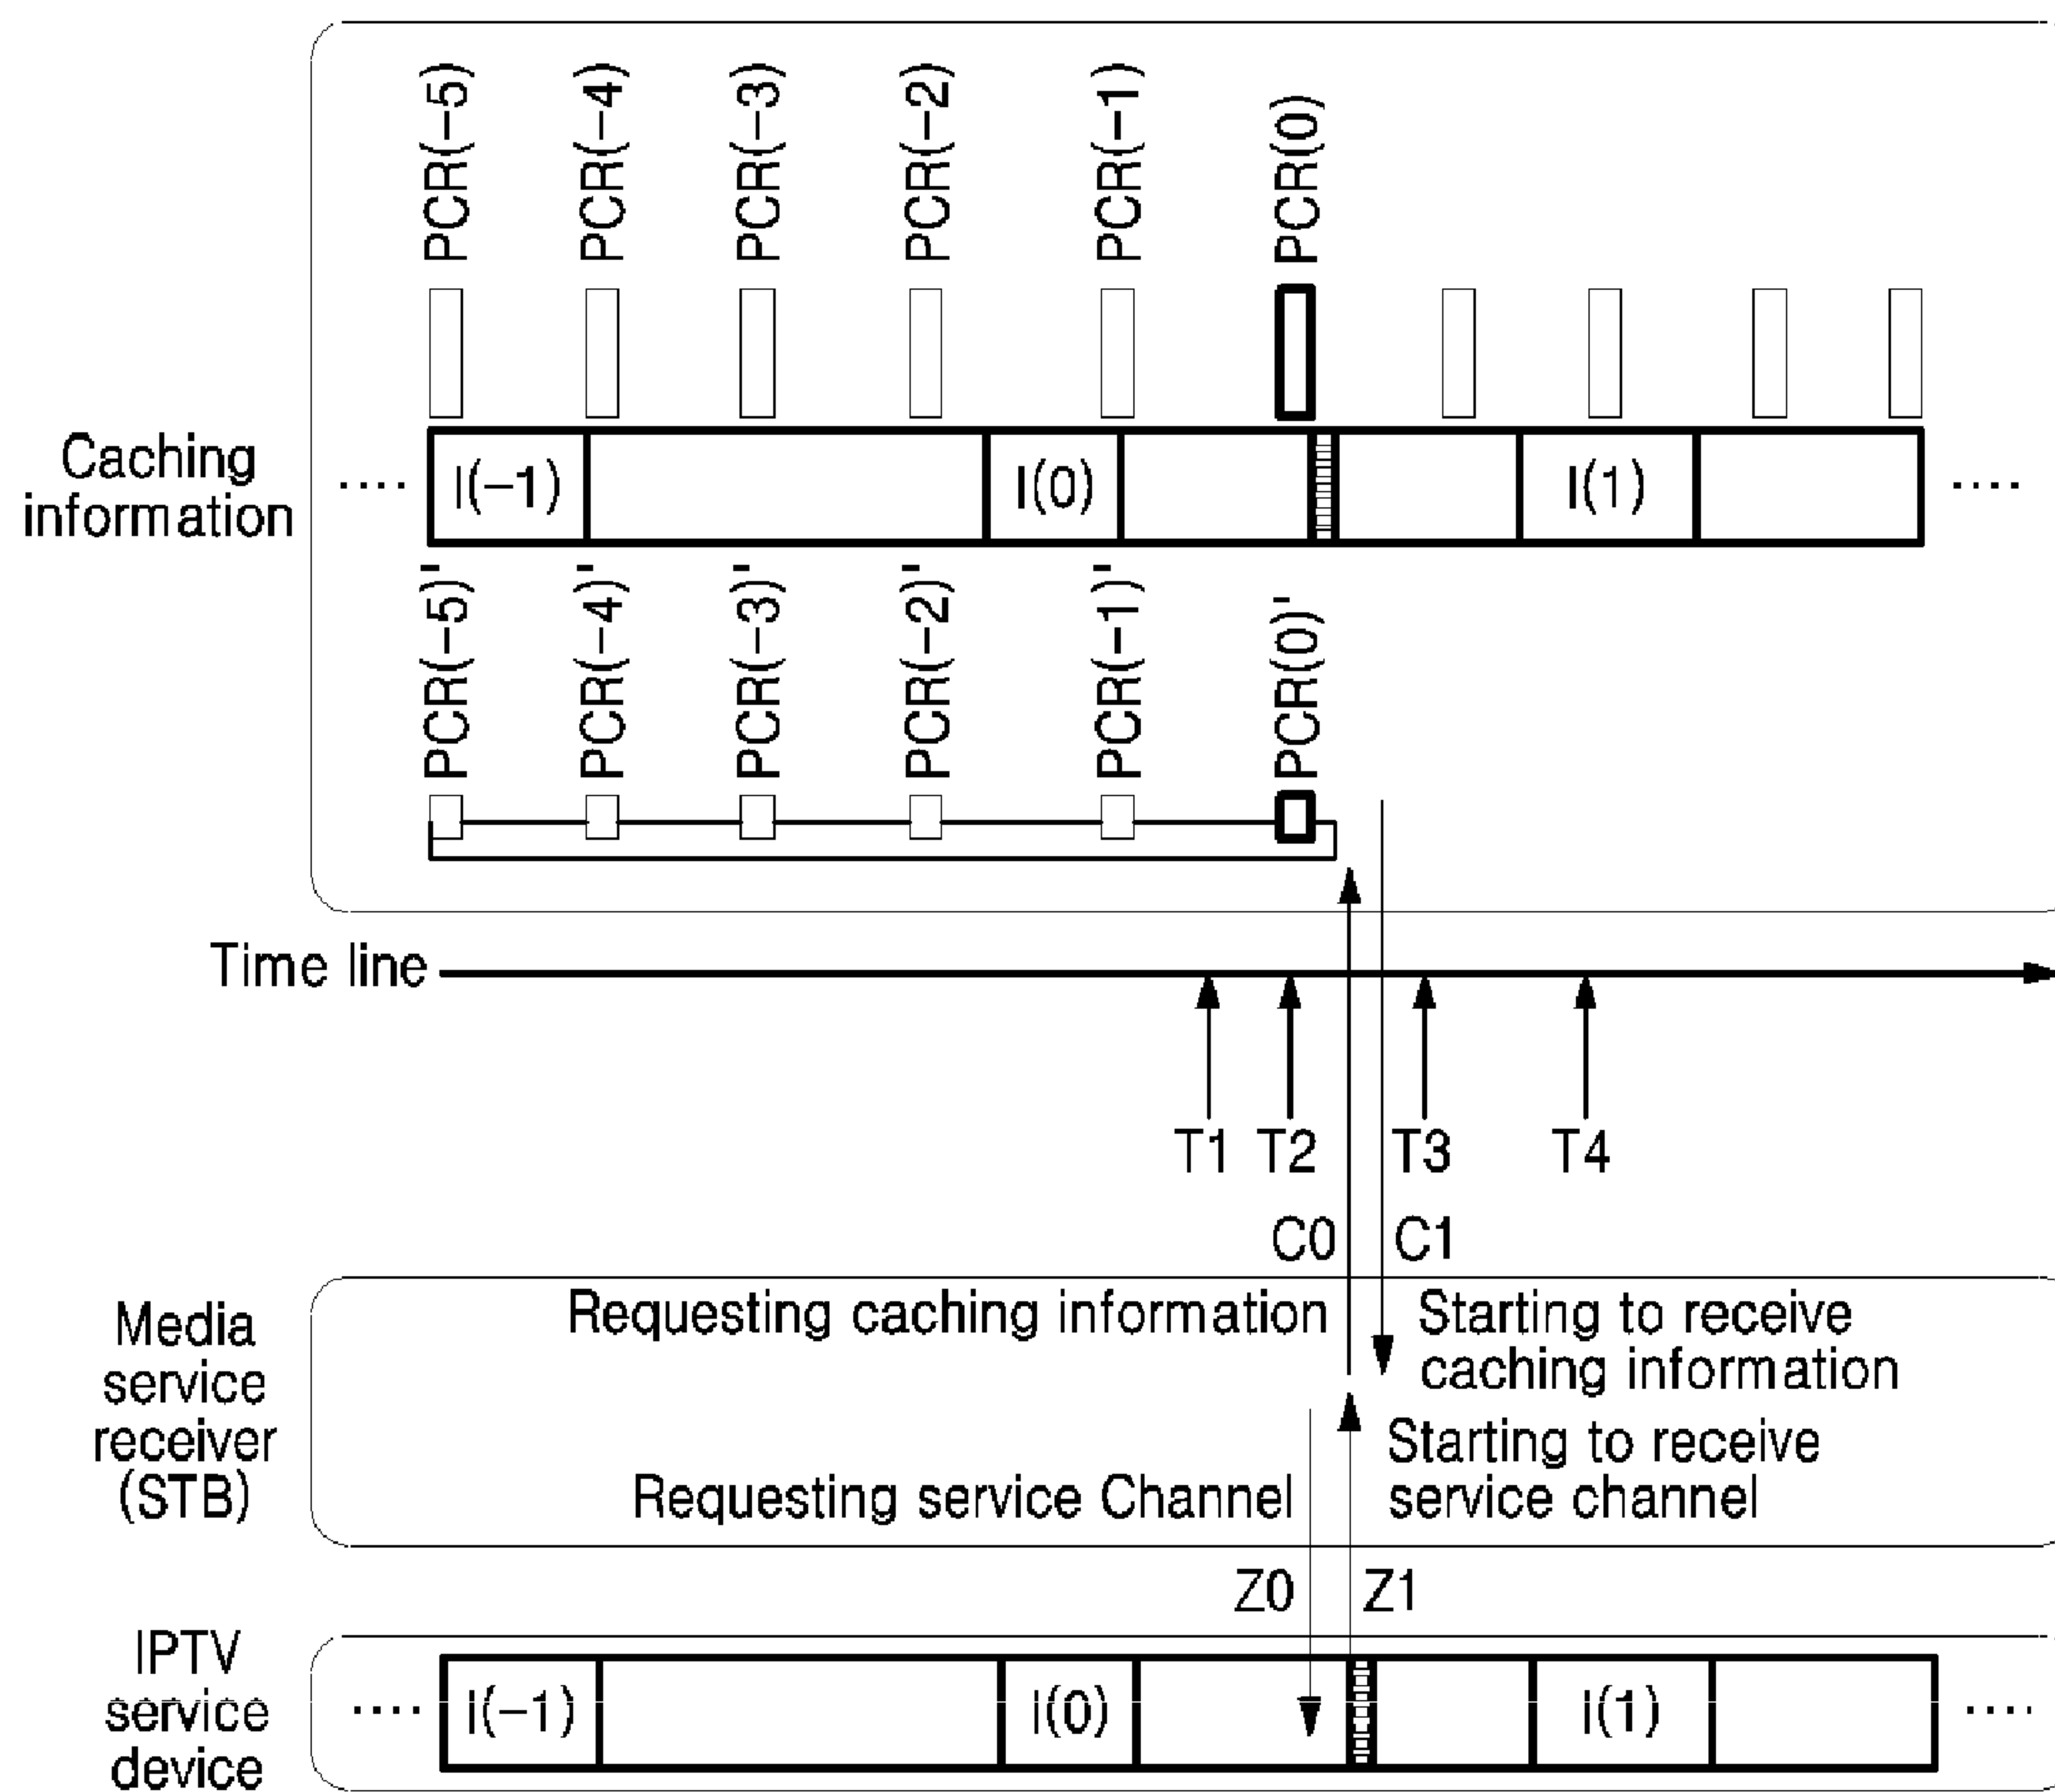 PCR(-5)
PCR(-4)
PCR(-3)
PCR(-2)
PCR(-1)
PCR(0)
Caching
information
....
I(-1)
I(0)
I(1)
....
PCR(-5)'
PCR(-4)'
PCR(-3)'
PCR(-2)'
PCR(-1)'
PCR(0)'
Time line
T1
T2
T3
T4
C0
C1
Media
service
receiver
(STB)
Requesting caching information
Starting to receive
caching information
Requesting service Channel
Starting to receive
service channel
Z0
Z1
IPTV
service
device
....
i(-1)
i(0)
i(1)
....